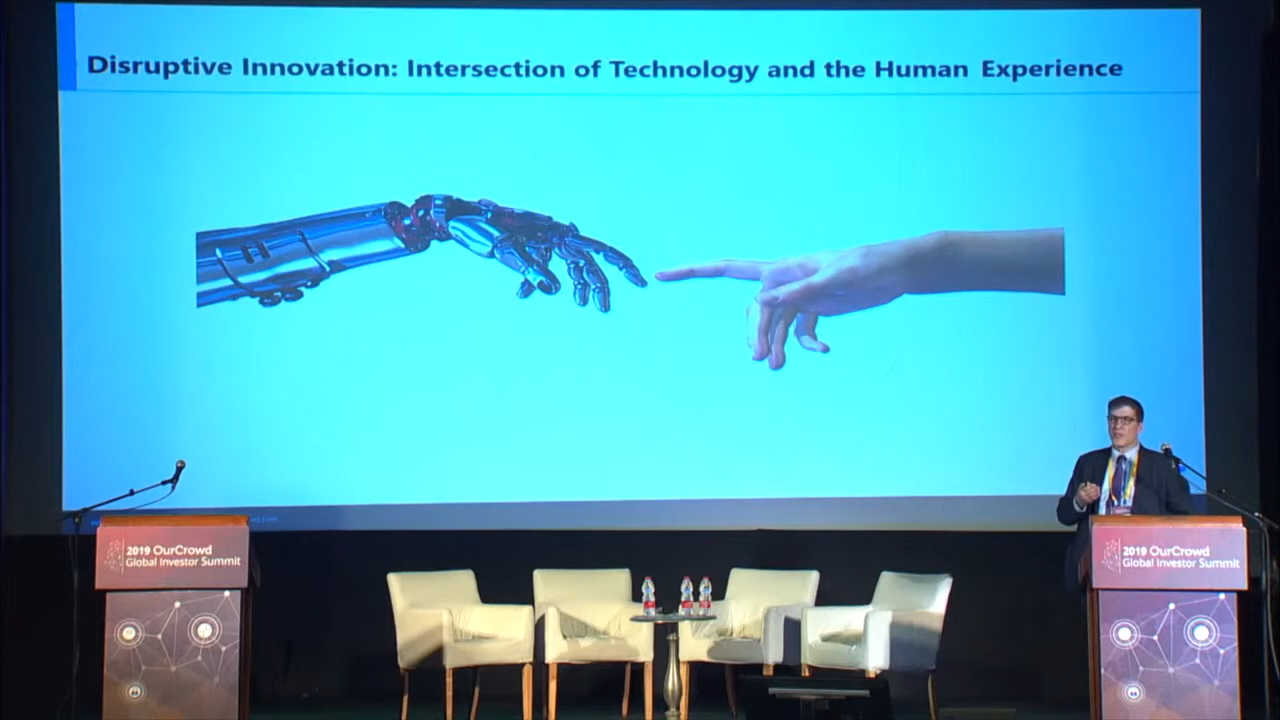 Disruptive Innovation: Intersection of Technology and the Human Experience
2019 OurCrowd
Global Investor Summit
2019 OurCrowd
Global Investor Summit